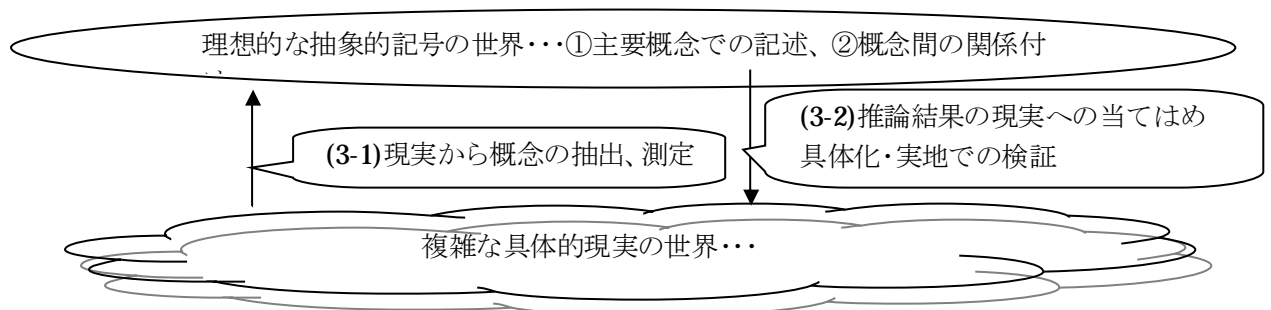 理想的な抽象的記号の世界・・・①主要概念での記述、②概念間の関係付
(3-2)推論結果の現実への当てはめ
具体化・実地での検証
(3-1)現実から概念の抽出、測定
複雑な具体的現実の世界・・・